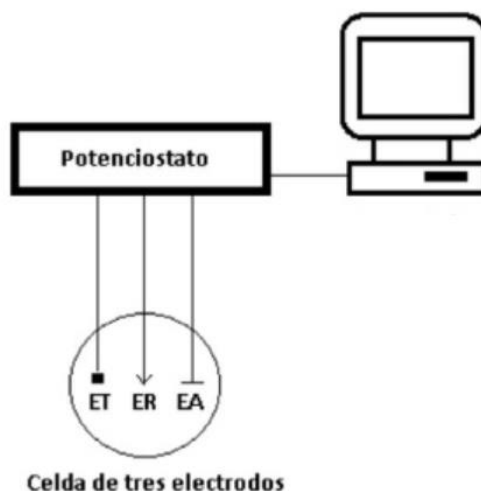 Potenciostato
ET ER EA
Celda de tres electrodos